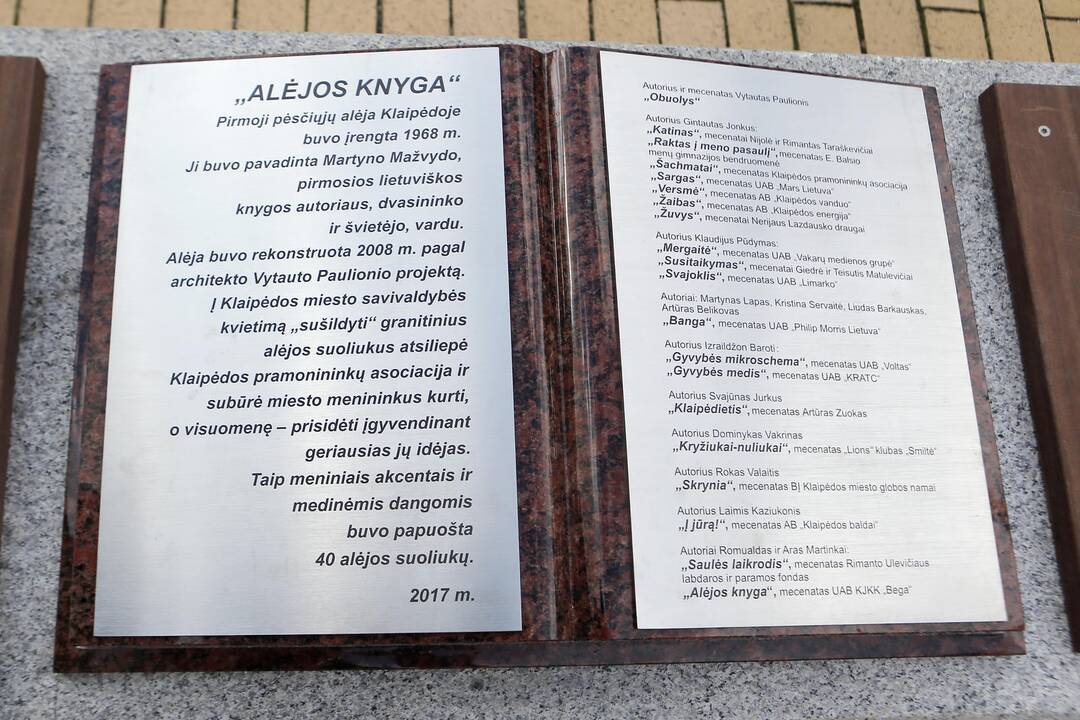 „ALĖJOS KNYGA“
Pirmoji pėsčiųjų alėja Klaipėdoje
buvo įrengta 1968 m.
Ji buvo pavadinta Martyno Mažvydo,
pirmosios lietuviškos
knygos autoriaus, dvasininko
ir švietėjo, vardu.
Alėja buvo rekonstruota 2008 m. pagal
architekto Vytauto Paulionio projektą.
Į Klaipėdos miesto savivaldybės
kvietimą „sušildyti“ granitinius
alėjos suoliukus atsiliepė
Klaipėdos pramonininkų asociacija ir
subūrė miesto menininkus kurti,
o visuomenę – prisidėti įgyvendinant
geriausias jų idėjas.
Taip meniniais akcentais ir
medinėmis dangomis
buvo papuošta
40 alėjos suoliukų.
2017 m.
Autorius ir mecenatas Vytautas Paulionis
„Obuolys“
Autorius Gintautas Jonkus:
„Katinas“, mecenatai Nijolė ir Rimantas Taraškevičiai
„Raktas į meno pasaulį“, mecenatas E. Balsio
menų gimnazijos bendruomenė
„Šachmatai“, mecenatas Klaipėdos pramonininkų asociacija
„Sargas“, mecenatas UAB „Mars Lietuva“
„Versmė“, mecenatas AB „Klaipėdos vanduo“
„Žaibas“, mecenatas AB „Klaipėdos energija“
„Žuvys“, mecenatai Nerijaus Lazdausko draugai
Autorius Klaudijus Pūdymas:
„Mergaitė“, mecenatas UAB „Vakarų medienos grupė“
„Susitaikymas“, mecenatai Giedrė ir Teisutis Matulevičiai
„Svajoklis“, mecenatas UAB „Limarko“
Autoriai: Martynas Lapas, Kristina Servaitė, Liudas Barkauskas,
Artūras Belikovas
„Banga“, mecenatas UAB „Philip Morris Lietuva“
Autorius Izraildžon Baroti:
„Gyvybės mikroschema“, mecenatas UAB „Voltas“
„Gyvybės medis“, mecenatas UAB „KRATC“
Autorius Svajūnas Jurkus
„Klaipėdietis“, mecenatas Artūras Zuokas
Autorius Dominykas Vakrinas
„Kryžiukai-nuliukai“, mecenatas „Lions“ klubas „Smiltė“
Autorius Rokas Valaitis
„Skrynia“, mecenatas BĮ Klaipėdos miesto globos namai
Autorius Laimis Kaziukonis
„Į jūrą!“, mecenatas AB „Klaipėdos baldai“
Autoriai Romualdas ir Aras Martinkai:
„Saulės laikrodis“, mecenatas Rimanto Ulevičiaus
labdaros ir paramos fondas
„Alėjos knyga“, mecenatas UAB KJKK „Bega“